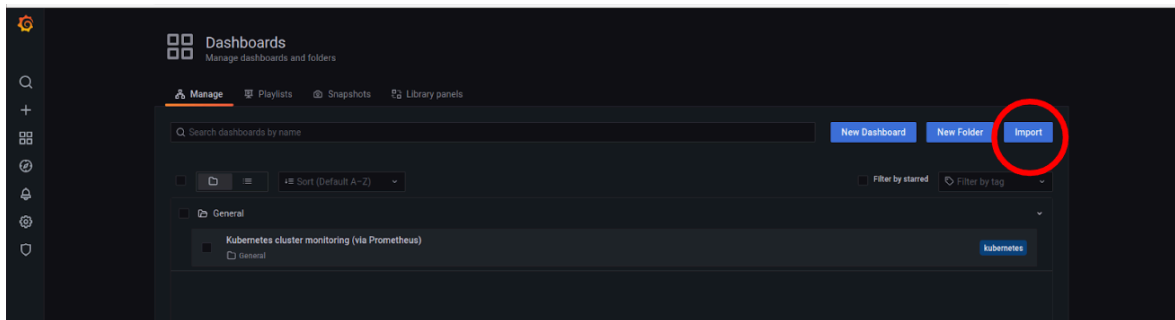 Dashboards
Manage dashboards and folders
Manage Playlists Snapshots Library panels
Search dashboards by name New Dashboard New Folder Import
Sort (Default A–Z) Filter by starred Filter by tag
General
Kubernetes cluster monitoring (via Prometheus)
General kubernetes